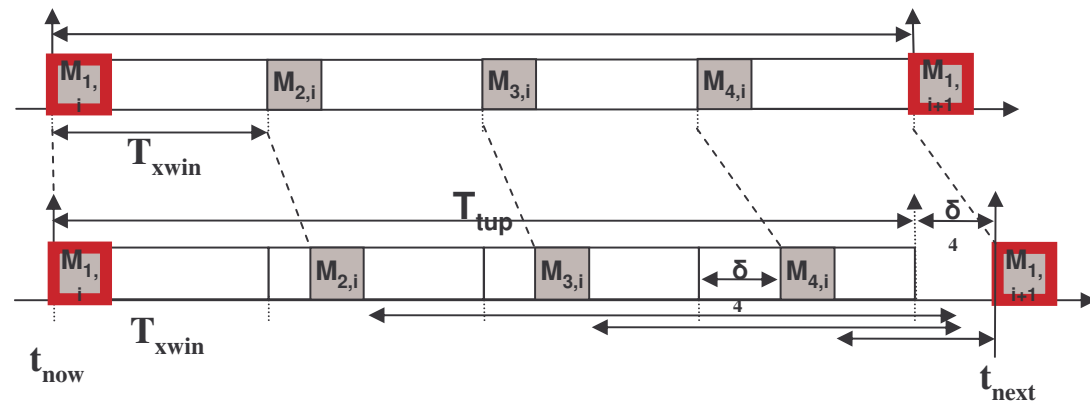 M1,i
M2,i
M3,i
M4,i
M1,i+1
Txwin
Ttup
δ4
M1,i
M2,i
M3,i
δ4
M4,i
M1,i+1
Txwin
tnow
tnext